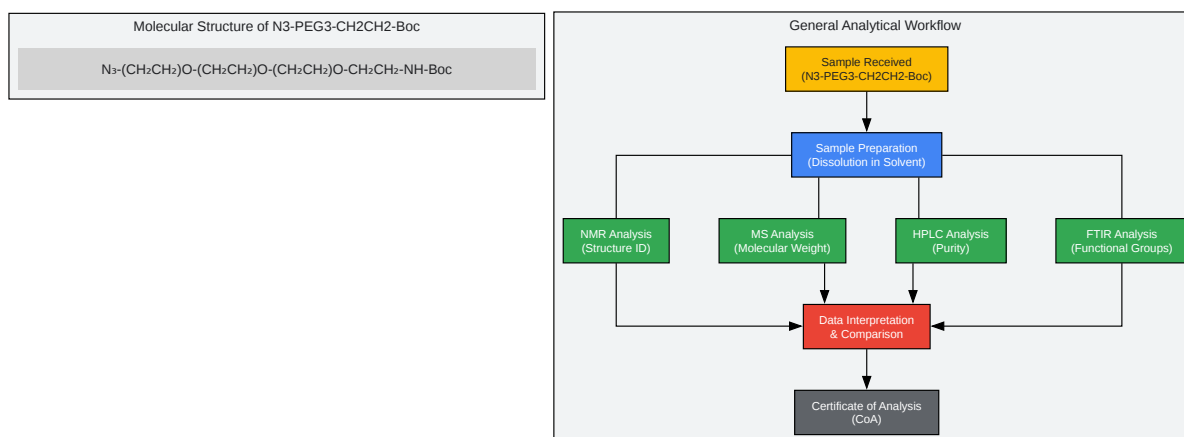 Molecular Structure of N3-PEG3-CH2CH2-Boc
N₃-(CH₂CH₂)O-(CH₂CH₂)O-(CH₂CH₂)O-CH₂CH₂-NH-Boc
General Analytical Workflow
Sample Received
(N3-PEG3-CH2CH2-Boc)
Sample Preparation
(Dissolution in Solvent)
NMR Analysis
(Structure ID)
MS Analysis
(Molecular Weight)
HPLC Analysis
(Purity)
FTIR Analysis
(Functional Groups)
Data Interpretation
& Comparison
Certificate of Analysis
(CoA)